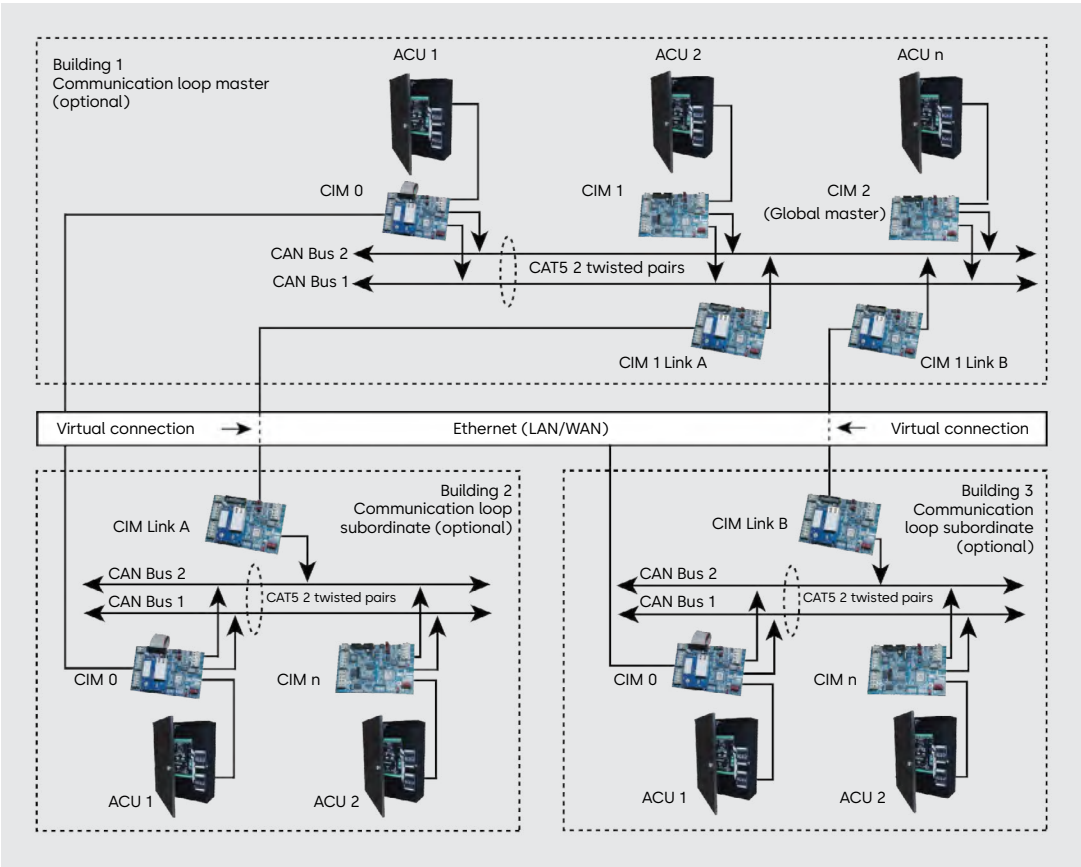 Building 1
Communication loop master
(optional)
ACU 1
ACU 2
ACU n
CIM 0
CIM 1
CIM 2
(Global master)
CAN Bus 2
CAT5 2 twisted pairs
CAN Bus 1
CIM 1 Link A
CIM 1 Link B
Virtual connection
Ethernet (LAN/WAN)
Virtual connection
Building 2
Communication loop
subordinate (optional)
CIM Link A
CAN Bus 2
CAT5 2 twisted pairs
CAN Bus 1
CIM 0
CIM n
ACU 1
ACU 2
Building 3
Communication
loop subordinate
(optional)
CIM Link B
CAN Bus 2
CAT5 2 twisted pairs
CAN Bus 1
CIM 0
CIM n
ACU 1
ACU 2